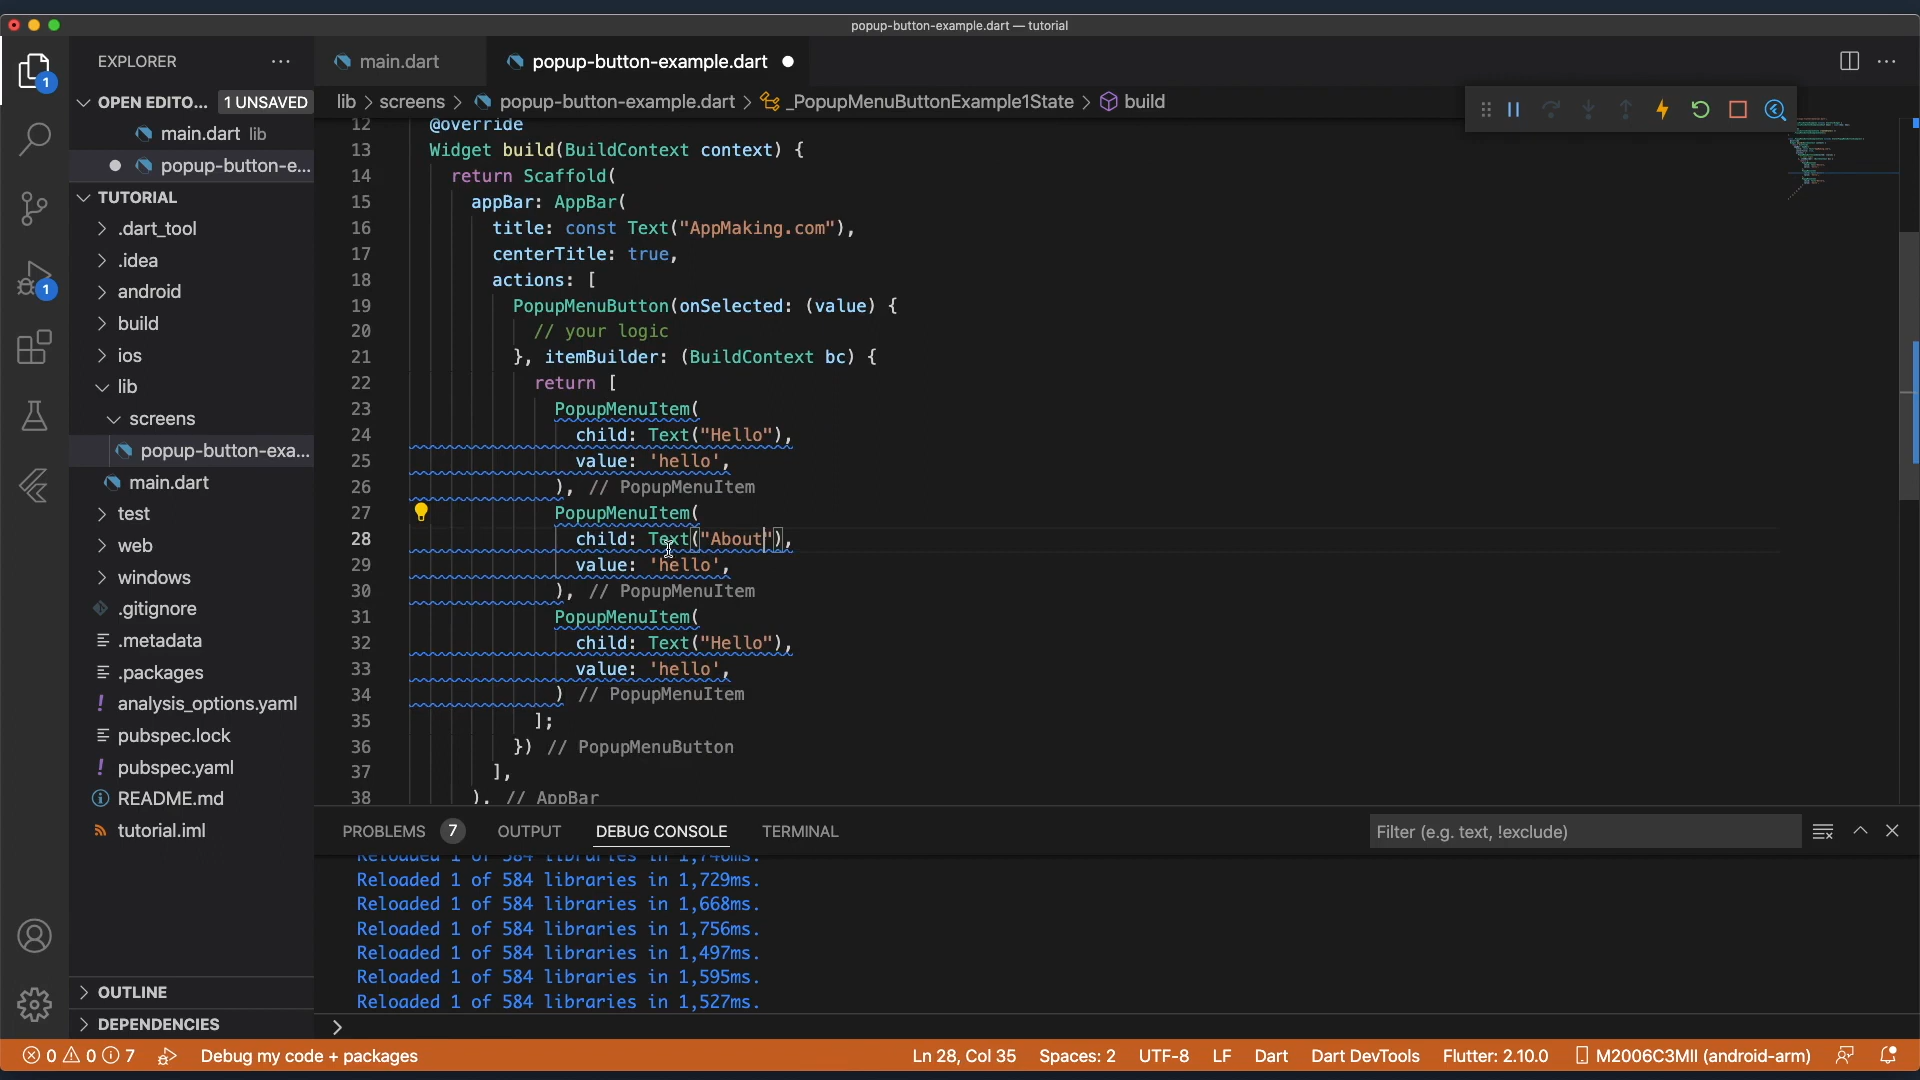 popup-button-example.dart — tutorial
1
EXPLORER
main.dart
popup-button-example.dart
OPEN EDITO...
1 UNSAVED
lib
screens
popup-button-example.dart
_PopupMenuButtonExample1State
build
main.dart lib
popup-button-e...
TUTORIAL
.dart_tool
.idea
android
build
ios
lib
screens
popup-button-exa...
main.dart
test
web
windows
.gitignore
.metadata
.packages
analysis_options.yaml
pubspec.lock
pubspec.yaml
README.md
tutorial.iml
OUTLINE
DEPENDENCIES
1
12 @override
13 Widget build(BuildContext context) {
14 return Scaffold(
15 appBar: AppBar(
16 title: const Text("AppMaking.com"),
17 centerTitle: true,
18 actions: [
19 PopupMenuButton(onSelected: (value) {
20 // your logic
21 }, itemBuilder: (BuildContext bc) {
22 return [
23 PopupMenuItem(
24 child: Text("Hello"),
25 value: 'hello',
26 ), // PopupMenuItem
27 PopupMenuItem(
28 child: Text("About"),
29 value: 'hello',
30 ), // PopupMenuItem
31 PopupMenuItem(
32 child: Text("Hello"),
33 value: 'hello',
34 ) // PopupMenuItem
35 ];
36 }) // PopupMenuButton
37 ],
38 ), // AppBar
PROBLEMS 7 OUTPUT DEBUG CONSOLE TERMINAL
Filter (e.g. text, !exclude)
Reloaded 1 of 584 libraries in 1,746ms.
Reloaded 1 of 584 libraries in 1,729ms.
Reloaded 1 of 584 libraries in 1,668ms.
Reloaded 1 of 584 libraries in 1,756ms.
Reloaded 1 of 584 libraries in 1,497ms.
Reloaded 1 of 584 libraries in 1,595ms.
Reloaded 1 of 584 libraries in 1,527ms.
0 0 7 Debug my code + packages
Ln 28, Col 35 Spaces: 2 UTF-8 LF Dart Dart DevTools Flutter: 2.10.0 M2006C3MII (android-arm)